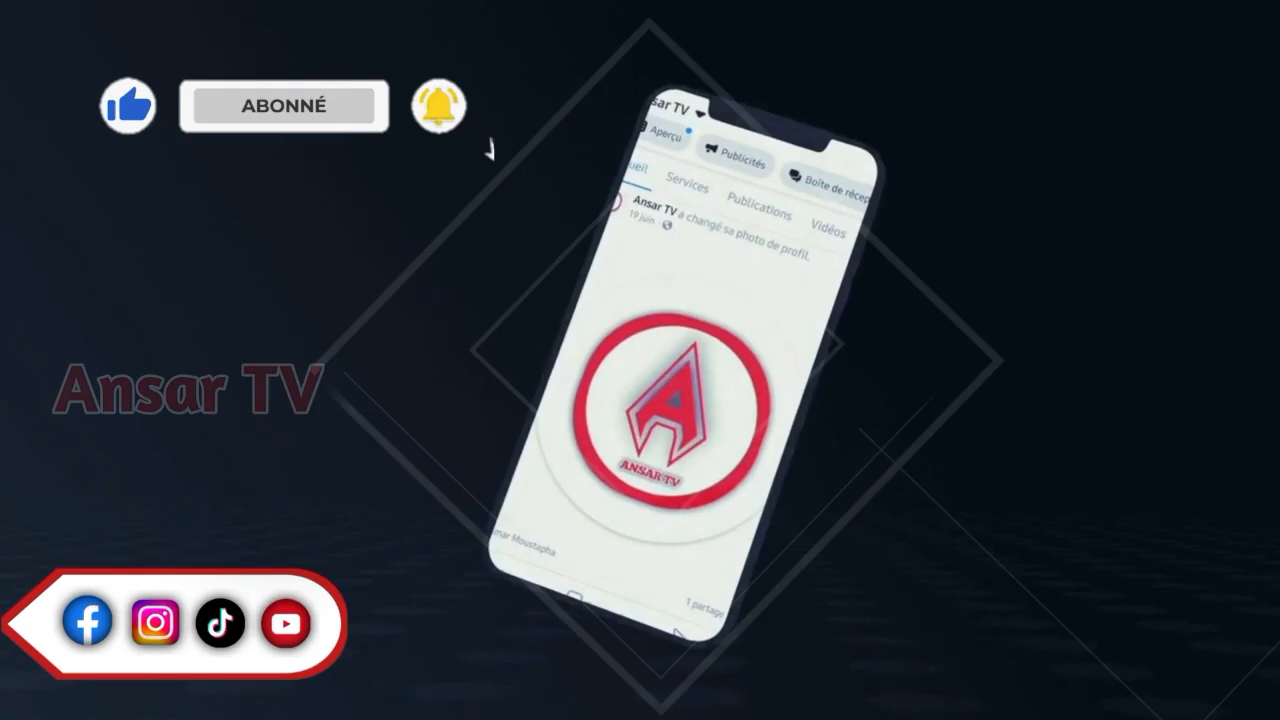 ABONNÉ
sar TV
Aperçu
Publicités
Boîte de récep
ueil Services Publications Vidéos
Ansar TV a changé sa photo de profil.
19 juin
ANSAR TV
Ansar TV
mar Moustapha
1 partage